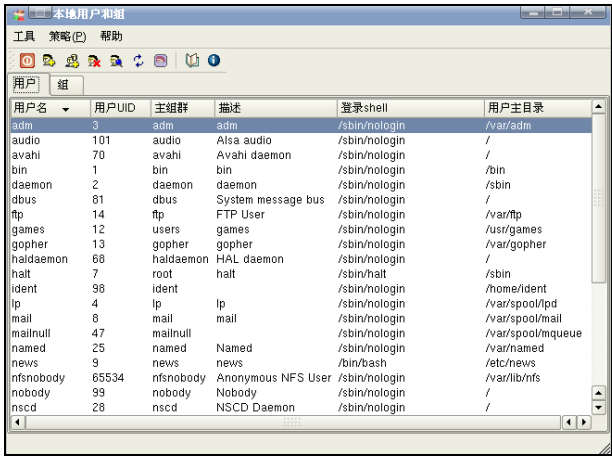 本地用户和组
工具 策略(P) 帮助
用户 组
用户名 用户UID 主组群 描述 登录shell 用户主目录
adm 3 adm adm /sbin/nologin /var/adm
audio 101 audio Alsa audio /sbin/nologin /
avahi 70 avahi Avahi daemon /sbin/nologin /
bin 1 bin bin /sbin/nologin /bin
daemon 2 daemon daemon /sbin/nologin /sbin
dbus 81 dbus System message bus /sbin/nologin /
ftp 14 ftp FTP User /sbin/nologin /var/ftp
games 12 users games /sbin/nologin /usr/games
gopher 13 gopher gopher /sbin/nologin /var/gopher
haldaemon 68 haldaemon HAL daemon /sbin/nologin /
halt 7 root halt /sbin/halt /sbin
ident 98 ident /sbin/nologin /home/ident
lp 4 lp lp /sbin/nologin /var/spool/lpd
mail 8 mail mail /sbin/nologin /var/spool/mail
mailnull 47 mailnull /sbin/nologin /var/spool/mqueue
named 25 named Named /sbin/nologin /var/named
news 9 news news /bin/bash /etc/news
nfsnobody 65534 nfsnobody Anonymous NFS User /sbin/nologin /var/lib/nfs
nobody 99 nobody Nobody /sbin/nologin /
nscd 28 nscd NSCD Daemon /sbin/nologin /